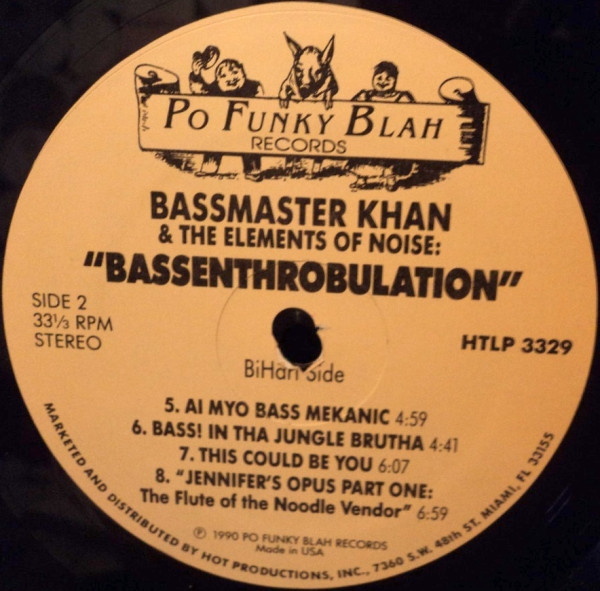 PO FUNKY BLAH
RECORDS
BASSMASTER KHAN
& THE ELEMENTS OF NOISE:
"BASSENTHROBULATION"
SIDE 2
33⅓ RPM
STEREO
HTLP 3329
BiHari Side
5. AI MYO BASS MEKANIC 4:59
6. BASS! IN THA JUNGLE BRUTHA 4:41
7. THIS COULD BE YOU 6:07
8. "JENNIFER'S OPUS PART ONE:
The Flute of the Noodle Vendor" 6:59
℗ 1990 PO FUNKY BLAH RECORDS
Made in USA
MARKETED AND DISTRIBUTED BY HOT PRODUCTIONS, INC., 7360 S.W. 48th ST. MIAMI, FL 33155